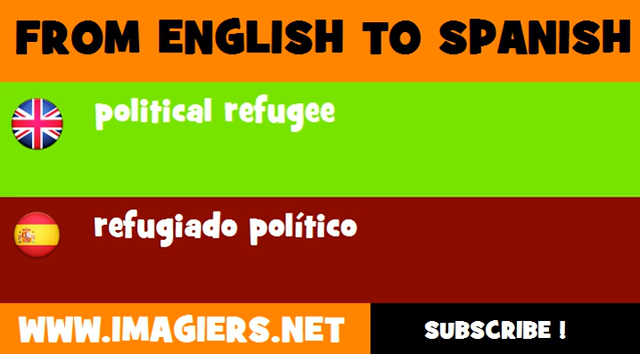 FROM ENGLISH TO SPANISH
political refugee
refugiado político
WWW.IMAGIERS.NET
SUBSCRIBE !